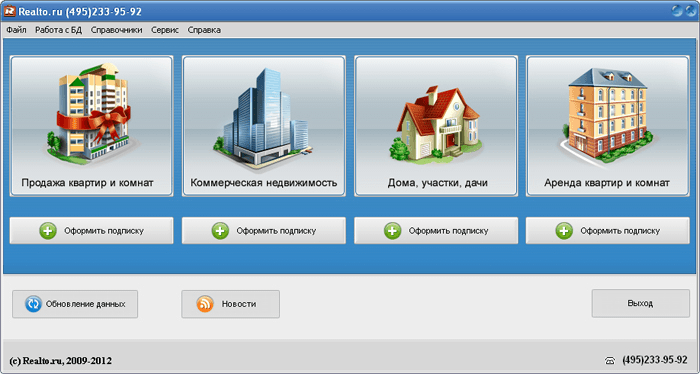 Realto.ru (495)233-95-92
Файл Работа с БД Справочники Сервис Справка
Продажа квартир и комнат Коммерческая недвижимость Дома, участки, дачи Аренда квартир и комнат
Оформить подписку Оформить подписку Оформить подписку Оформить подписку
Обновление данных Новости Выход
(c) Realto.ru, 2009-2012 (495)233-95-92